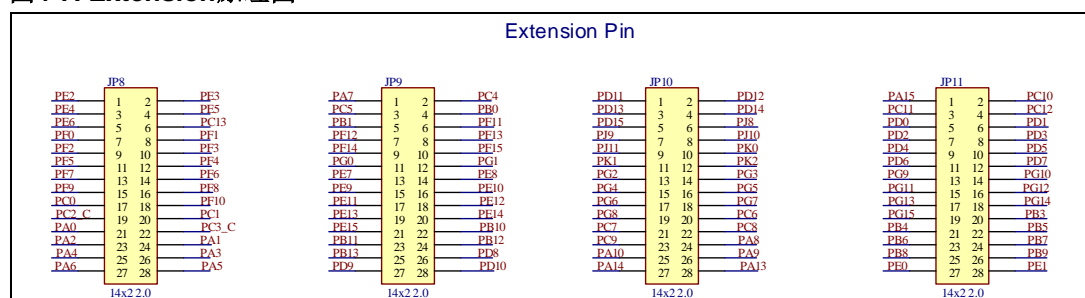 Extension Pin
JP8
PE2 1 2 PE3
PE4 3 4 PE5
PE6 5 6 PC13
PF0 7 8 PF1
PF2 9 10 PF3
PF5 11 12 PF4
PF7 13 14 PF6
PF9 15 16 PF8
PC0 17 18 PF10
PC2_C 19 20 PC1
PA0 21 22 PC3_C
PA2 23 24 PA1
PA4 25 26 PA3
PA6 27 28 PA5
14x2 2.0
JP9
PA7 1 2 PC4
PC5 3 4 PB0
PB1 5 6 PF11
PF12 7 8 PF13
PF14 9 10 PF15
PG0 11 12 PG1
PE7 13 14 PE8
PE9 15 16 PE10
PE11 17 18 PE12
PE13 19 20 PE14
PE15 21 22 PB10
PB11 23 24 PB12
PB13 25 26 PD8
PD9 27 28 PD10
14x2 2.0
JP10
PD11 1 2 PD12
PD13 3 4 PD14
PD15 5 6 PJ8
PJ9 7 8 PJ10
PJ11 9 10 PK0
PK1 11 12 PK2
PG2 13 14 PG3
PG4 15 16 PG5
PG6 17 18 PG7
PG8 19 20 PC6
PC7 21 22 PC8
PC9 23 24 PA8
PA10 25 26 PA9
PA14 27 28 PA13
14x2 2.0
JP11
PA15 1 2 PC10
PC11 3 4 PC12
PD0 5 6 PD1
PD2 7 8 PD3
PD4 9 10 PD5
PD6 11 12 PD7
PG9 13 14 PG10
PG11 15 16 PG12
PG13 17 18 PG14
PG15 19 20 PB3
PB4 21 22 PB5
PB6 23 24 PB7
PB8 25 26 PB9
PE0 27 28 PE1
14x2 2.0